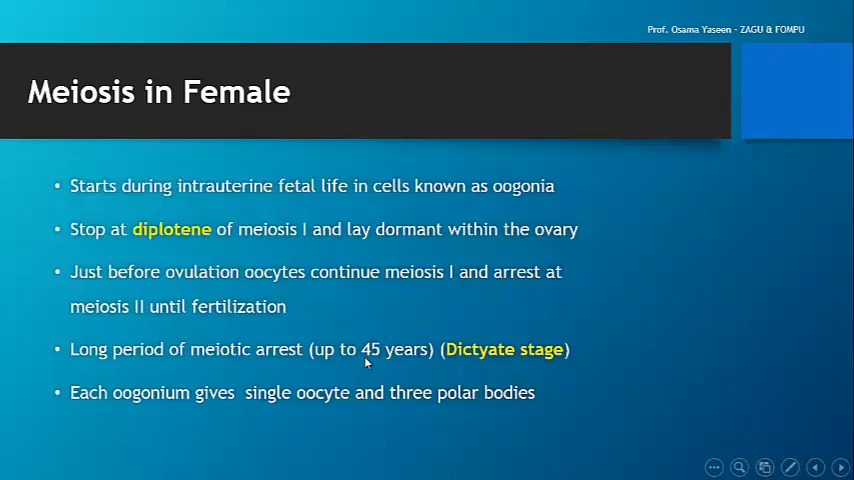 Prof. Osama Yaseen - ZAGU & FOMPU
Meiosis in Female
• Starts during intrauterine fetal life in cells known as oogonia
• Stop at diplotene of meiosis I and lay dormant within the ovary
• Just before ovulation oocytes continue meiosis I and arrest at
meiosis II until fertilization
• Long period of meiotic arrest (up to 45 years) (Dictyate stage)
• Each oogonium gives single oocyte and three polar bodies